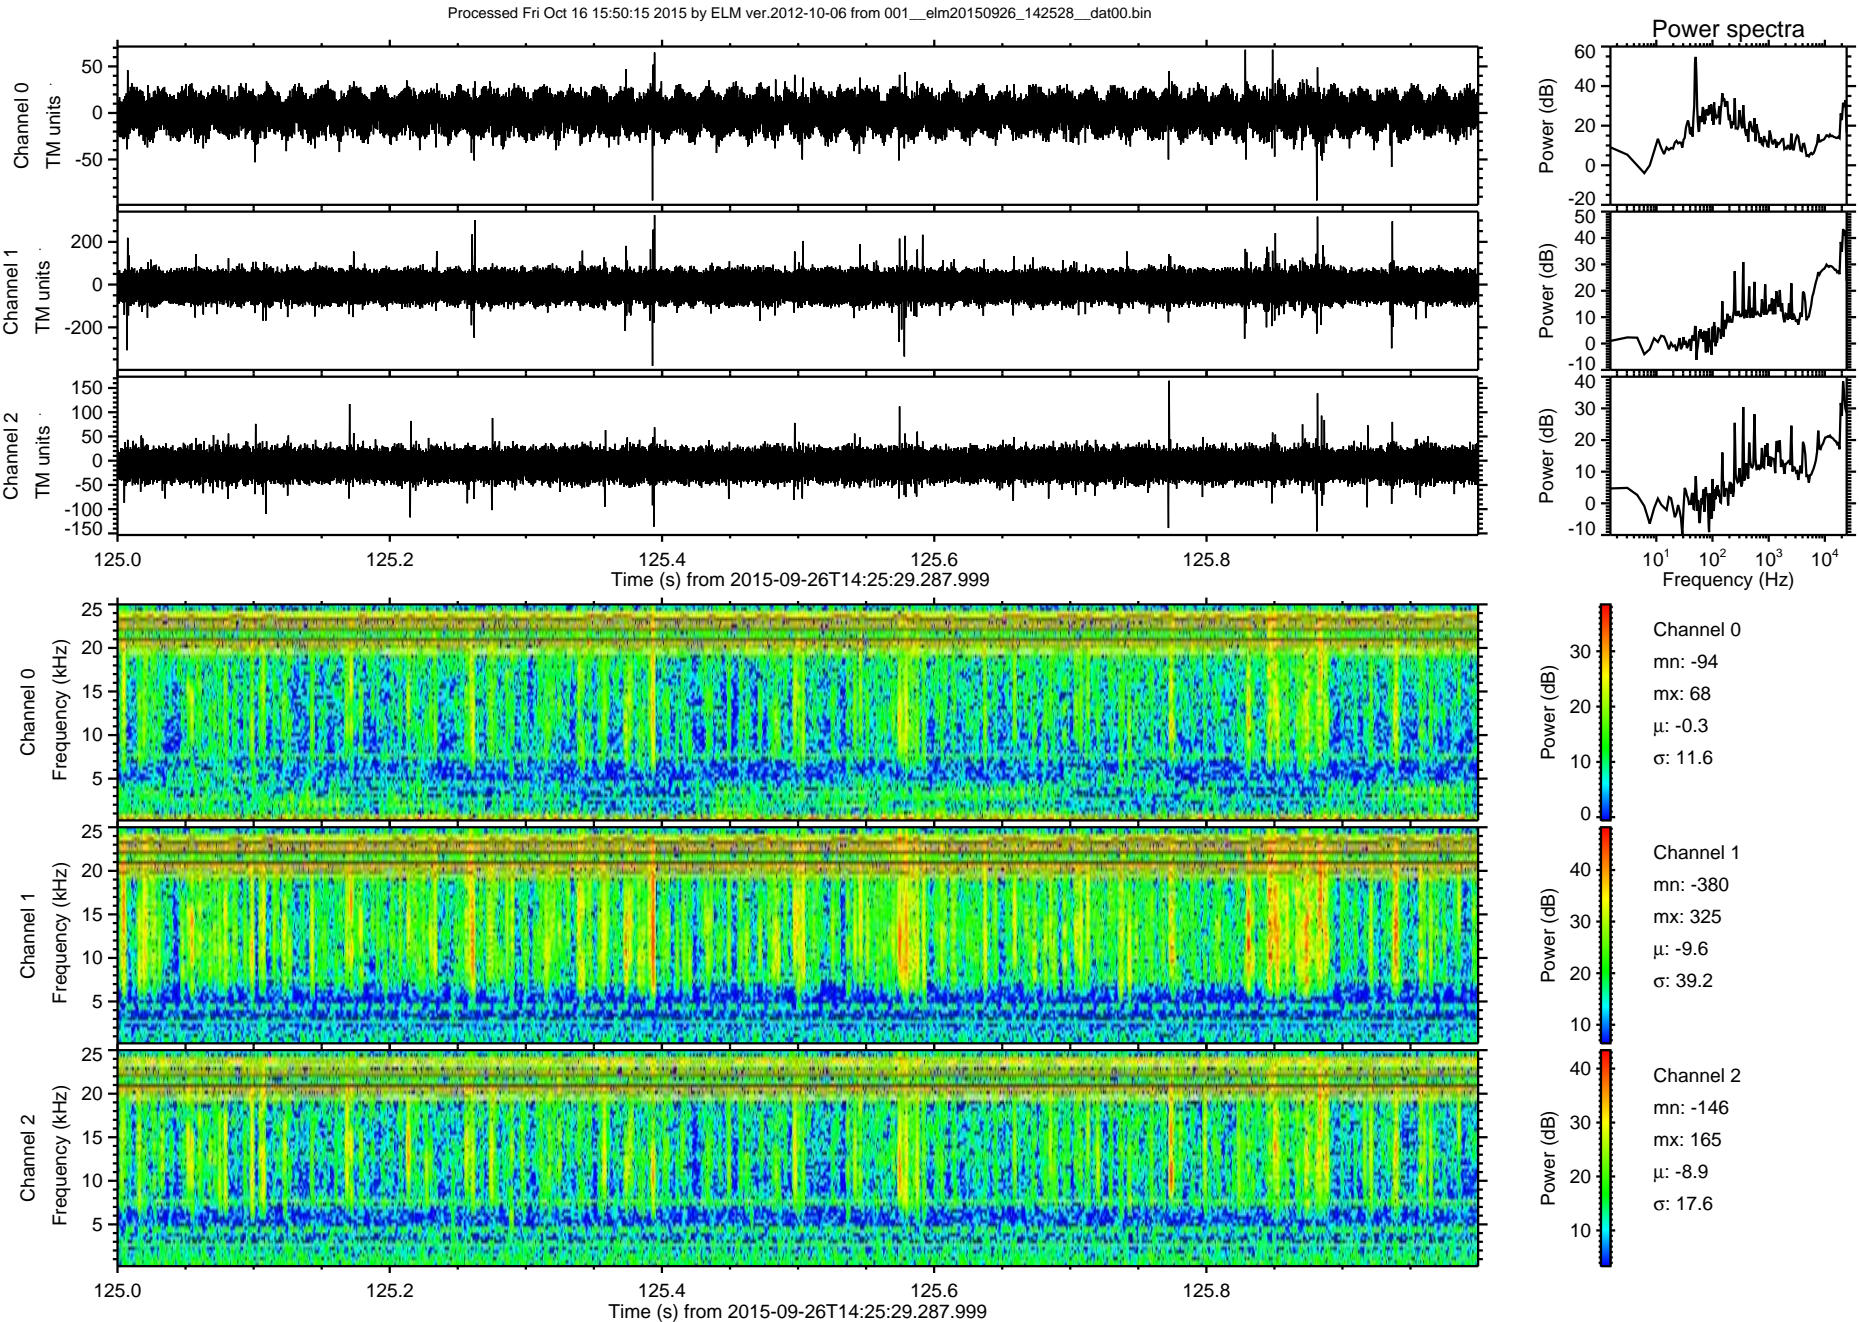 Processed Fri Oct 16 15:50:15 2015 by ELM ver.2012-10-06 from 001__elm20150926_142528__dat00.bin
Power spectra
Channel 0
TM units
50
0
-50
Power (dB)
60
40
20
0
-20
Channel 1
TM units
200
0
-200
Power (dB)
50
40
30
20
10
0
-10
Channel 2
TM units
150
100
50
0
-50
-100
-150
Power (dB)
40
30
20
10
0
-10
125.0 125.2 125.4 125.6 125.8
Time (s) from 2015-09-26T14:25:29.287.999
10¹ 10² 10³ 10⁴
Frequency (Hz)
Channel 0
Frequency (kHz)
25
20
15
10
5
Power (dB)
30
20
10
0
Channel 0
mn: -94
mx: 68
μ: -0.3
σ: 11.6
Channel 1
Frequency (kHz)
25
20
15
10
5
Power (dB)
40
30
20
10
Channel 1
mn: -380
mx: 325
μ: -9.6
σ: 39.2
Channel 2
Frequency (kHz)
25
20
15
10
5
Power (dB)
40
30
20
10
Channel 2
mn: -146
mx: 165
μ: -8.9
σ: 17.6
125.0 125.2 125.4 125.6 125.8
Time (s) from 2015-09-26T14:25:29.287.999